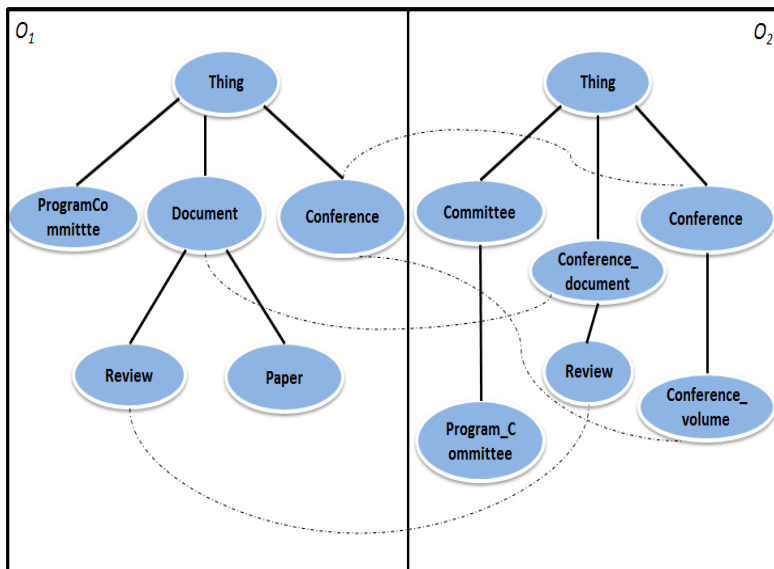 O1
Thing
ProgramCo
mmittte
Document
Conference
Review
Paper
O2
Thing
Committee
Conference_
document
Conference
Review
Conference_
volume
Program_C
ommittee